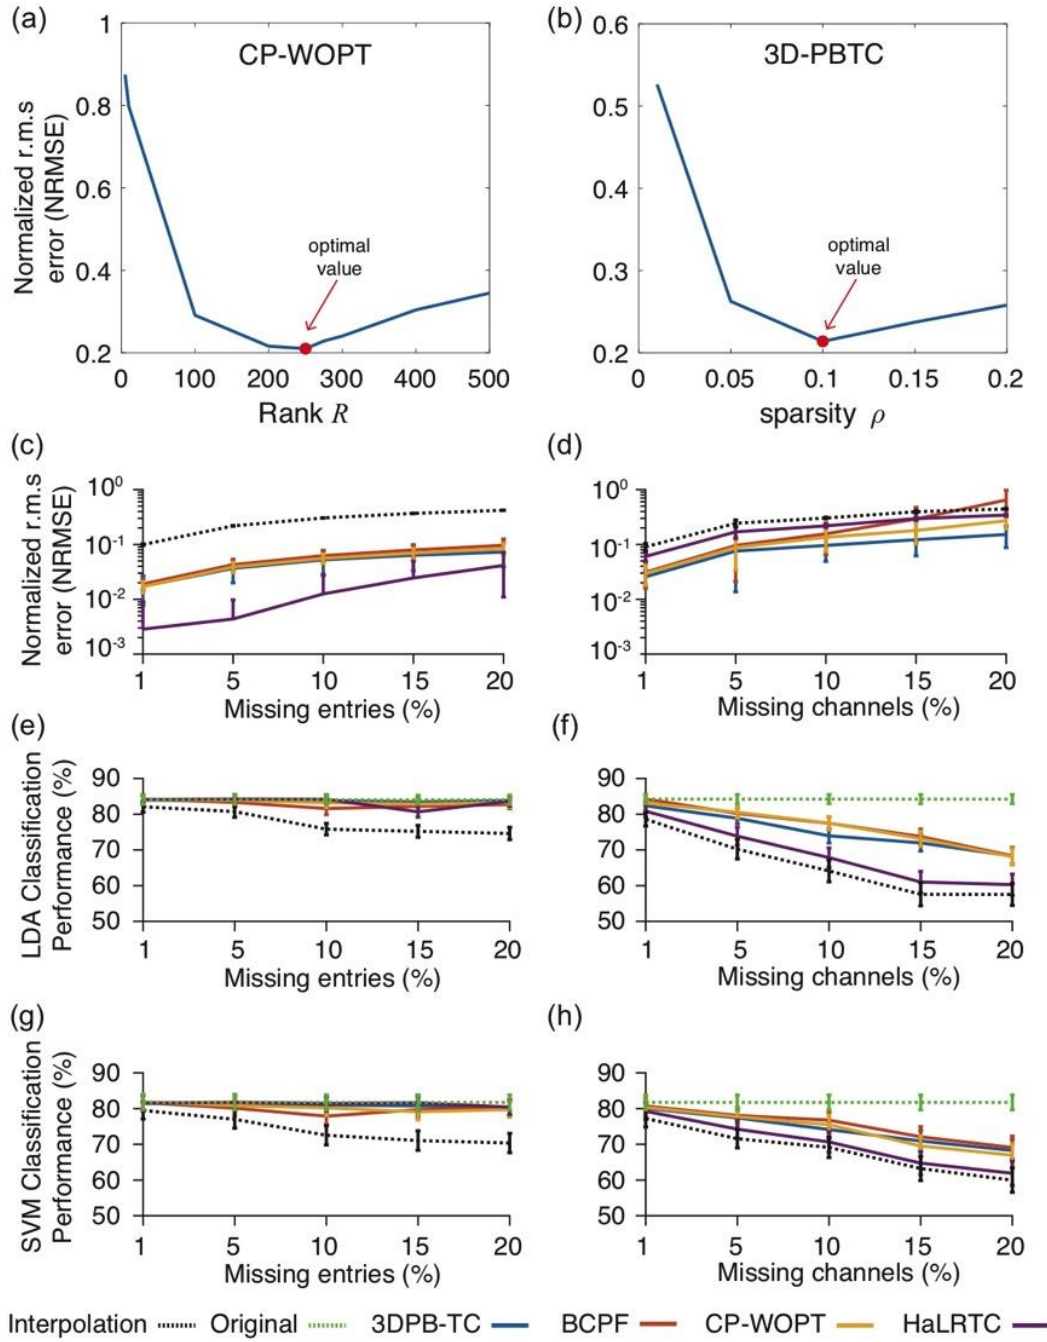 (a)
CP-WOPT
Normalized r.m.s
error (NRMSE)
1
0.8
0.6
0.4
0.2
optimal
value
0 100 200 300 400 500
Rank R
(b)
3D-PBTC
0.6
0.5
0.4
0.3
0.2
optimal
value
0 0.05 0.1 0.15 0.2
sparsity ρ
(c)
Normalized r.m.s
error (NRMSE)
10⁰
10⁻¹
10⁻²
10⁻³
1 5 10 15 20
Missing entries (%)
(d)
10⁰
10⁻¹
10⁻²
10⁻³
1 5 10 15 20
Missing channels (%)
(e)
LDA Classification
Performance (%)
90
80
70
60
50
1 5 10 15 20
Missing entries (%)
(f)
90
80
70
60
50
1 5 10 15 20
Missing channels (%)
(g)
SVM Classification
Performance (%)
90
80
70
60
50
1 5 10 15 20
Missing entries (%)
(h)
90
80
70
60
50
1 5 10 15 20
Missing channels (%)
Interpolation Original 3DPB-TC BCPF CP-WOPT HaLRTC